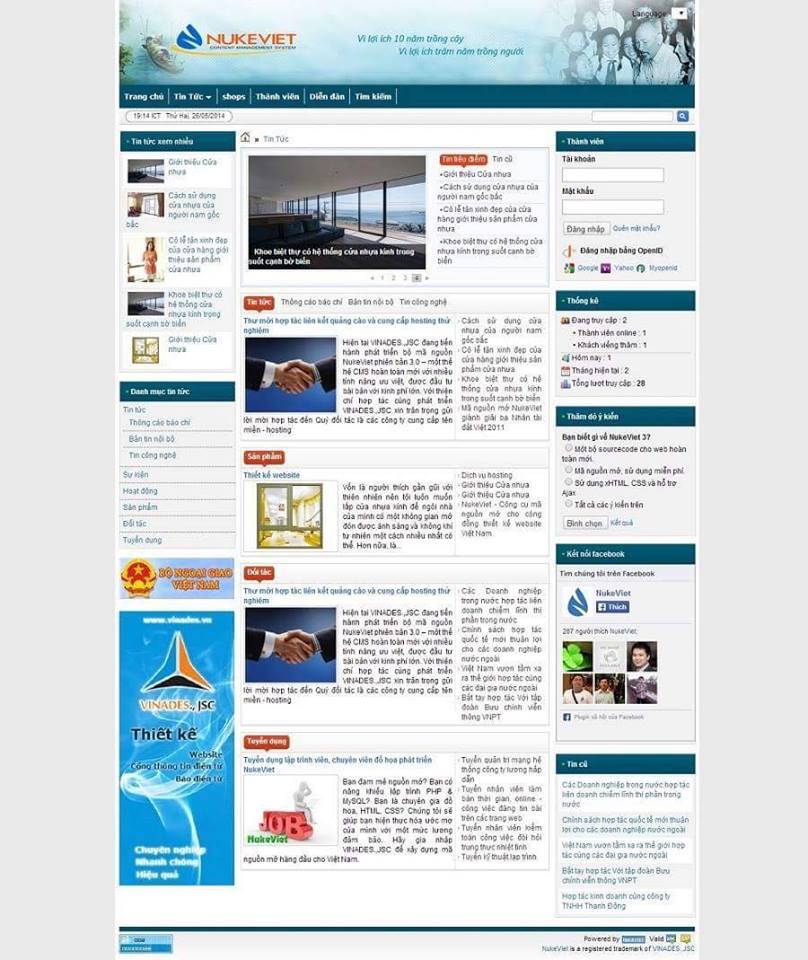 Language
NUKEVIET
CONTENT MANAGEMENT SYSTEM
Vì lợi ích 10 năm trồng cây
Vì lợi ích trăm năm trồng người
Trang chủ Tin Tức shops Thành viên Diễn đàn Tìm kiếm
19:14 ICT Thứ Hai, 26/05/2014
Tin tức xem nhiều
Giới thiệu Cửa
nhựa
Cách sử dụng
cửa nhựa của
người nam gốc
bắc
Cô lễ tân xinh đẹp
của cửa hàng giới
thiệu sản phẩm
cửa nhựa
Khoe biệt thự có
hệ thống cửa
nhựa kính trong
suốt cạnh bờ biển
Giới thiệu Cửa
nhựa
Danh mục tin tức
Tin tức
Thông cáo báo chí
Bản tin nội bộ
Tin công nghệ
Sự kiện
Hoạt động
Sản phẩm
Đối tác
Tuyển dụng
BỘ NGOẠI GIAO
VIỆT NAM
www.vinades.vn
VINADES., JSC
Thiết kế
Website
Cổng thông tin điện tử
Báo điện tử
Chuyên nghiệp
Nhanh chóng
Hiệu quả
» Tin Tức
Khoe biệt thự có hệ thống cửa nhựa kính trong
suốt cạnh bờ biển
Tin tiêu điểm Tin cũ
•Giới thiệu Cửa nhựa
•Cách sử dụng cửa nhựa của
người nam gốc bắc
•Cô lễ tân xinh đẹp của cửa
hàng giới thiệu sản phẩm cửa
nhựa
•Khoe biệt thự có hệ thống cửa
nhựa kính trong suốt cạnh bờ
biển
« 1 2 3 4 »
Tin tức Thông cáo báo chí Bản tin nội bộ Tin công nghệ
Thư mời hợp tác liên kết quảng cáo và cung cấp hosting thử
nghiệm
Hiện tại VINADES.,JSC đang tiến
hành phát triển bộ mã nguồn
NukeViet phiên bản 3.0 – một thế
hệ CMS hoàn toàn mới với nhiều
tính năng ưu việt, được đầu tư
bài bản với kinh phí lớn. Với thiện
chí hợp tác cùng phát triển
VINADES.,JSC xin trân trọng gửi
lời mời hợp tác đến Quý đối tác là các công ty cung cấp tên
miền - hosting
Cách sử dụng cửa
nhựa của người nam
gốc bắc
Cô lễ tân xinh đẹp của
cửa hàng giới thiệu sản
phẩm cửa nhựa
Khoe biệt thự có hệ
thống cửa nhựa kính
trong suốt cạnh bờ biển
Mã nguồn mở NukeViet
giành giải ba Nhân tài
đất Việt 2011
Sản phẩm
Thiết kế website
Vốn là người thích gần gũi với
thiên nhiên nên tôi luôn muốn
lắp cửa nhựa kính để ngôi nhà
của mình có một không gian mở
đón được ánh sáng và không khí
tự nhiên một cách nhiều nhất có
thể. Hơn nữa, là...
Dịch vụ hosting
Giới thiệu Cửa nhựa
Giới thiệu Cửa nhựa
NukeViet - Công cụ mã
nguồn mở cho cộng
đồng thiết kế website
Việt Nam
Đối tác
Thư mời hợp tác liên kết quảng cáo và cung cấp hosting thử
nghiệm
Hiện tại VINADES.,JSC đang tiến
hành phát triển bộ mã nguồn
NukeViet phiên bản 3.0 – một thế
hệ CMS hoàn toàn mới với nhiều
tính năng ưu việt, được đầu tư
bài bản với kinh phí lớn. Với thiện
chí hợp tác cùng phát triển
VINADES.,JSC xin trân trọng gửi
lời mời hợp tác đến Quý đối tác là các công ty cung cấp tên
miền - hosting
Các Doanh nghiệp
trong nước hợp tác liên
doanh chiếm lĩnh thị
phần trong nước
Chính sách hợp tác
quốc tế mới thuận lợi
cho các doanh nghiệp
nước ngoài
Việt Nam vươn tầm xa
ra thế giới hợp tác cùng
các đại gia nước ngoài
Bắt tay hợp tác Với tập
đoàn Bưu chính viễn
thông VNPT
Tuyển dụng
Tuyển dụng lập trình viên, chuyên viên đồ họa phát triển
NukeViet
JOB
NukeViet
Bạn đam mê nguồn mở? Bạn có
năng khiếu lập trình PHP &
MySQL? Bạn là chuyên gia đồ
họa, HTML, CSS? Chúng tôi sẽ
giúp bạn hiện thực hóa ước mơ
của mình với một mức lương
đảm bảo. Hãy gia nhập
VINADES.,JSC để xây dựng mã
nguồn mở hàng đầu cho Việt Nam.
Tuyển quản trị mạng hệ
thống công ty lương hấp
dẫn
Tuyển nhân viên làm
bán thời gian, online -
công việc đăng tin bài
trên các trang web
Tuyển nhân viên kiểm
toán công việc đòi hỏi
trung thực nhiệt tình
Tuyển kỹ thuật lập trình.
Thành viên
Tài khoản
Mật khẩu
Đăng nhập Quên mật khẩu?
Đăng nhập bằng OpenID
Google Yahoo Myopenid
Thống kê
Đang truy cập : 2
• Thành viên online : 1
• Khách viếng thăm : 1
Hôm nay : 1
Tháng hiện tại : 2
Tổng lượt truy cập : 28
Thăm dò ý kiến
Bạn biết gì về NukeViet 3?
Một bộ sourcecode cho web hoàn
toàn mới.
Mã nguồn mở, sử dụng miễn phí.
Sử dụng xHTML, CSS và hỗ trợ
Ajax
Tất cả các ý kiến trên
Bình chọn Kết quả
Kết nối facebook
Tìm chúng tôi trên Facebook
NukeViet
Thích
287 người thích NukeViet.
Plugin xã hội của Facebook
Tin cũ
Các Doanh nghiệp trong nước hợp tác
liên doanh chiếm lĩnh thị phần trong
nước
Chính sách hợp tác quốc tế mới thuận
lợi cho các doanh nghiệp nước ngoài
Việt Nam vươn tầm xa ra thế giới hợp
tác cùng các đại gia nước ngoài
Bắt tay hợp tác Với tập đoàn Bưu
chính viễn thông VNPT
Hợp tác kinh doanh cùng công ty
TNHH Thanh Đồng
Powered by NUKEVIET Valid
NukeViet is a registered trademark of VINADES.,JSC